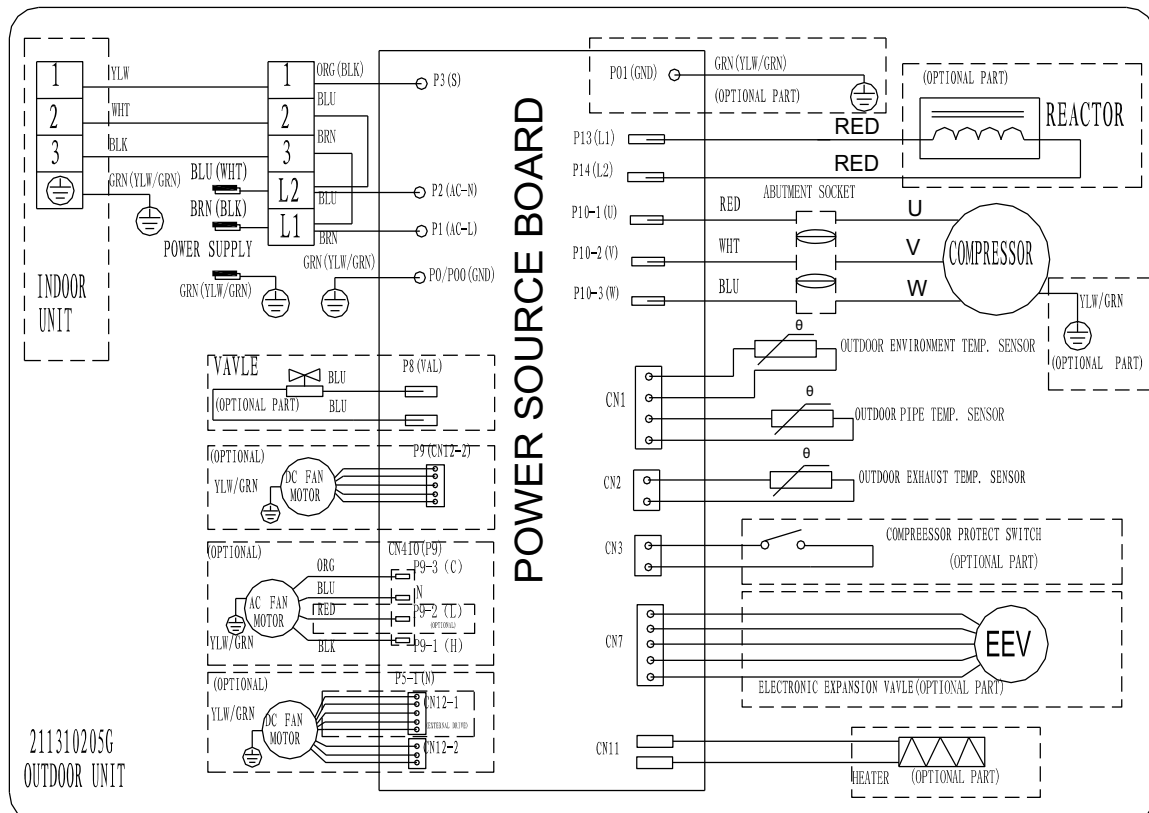 INDOOR
UNIT
1
2
3
YLW
WHT
BLK
GRN(YLW/GRN)
1
2
3
L2
L1
BLU(WHT)
BRN(BLK)
POWER SUPPLY
GRN(YLW/GRN)
ORG(BLK)
BLU
BRN
BLU
BRN
GRN(YLW/GRN)
P3(S)
P2(AC-N)
P1(AC-L)
P0/P00(GND)
VAVLE
(OPTIONAL PART)
BLU
BLU
P8(VAL)
(OPTIONAL)
YLW/GRN
DC FAN
MOTOR
P9(CN12-2)
(OPTIONAL)
YLW/GRN
AC FAN
MOTOR
ORG
BLU
RED
BLK
CN410(P9)
P9-3 (C)
N
P9-2 (L)
(OPTIONAL)
P9-1 (H)
(OPTIONAL)
YLW/GRN
DC FAN
MOTOR
P5-1(N)
CN12-1
(EXTERNAL DRIVE)
CN12-2
211310205G
OUTDOOR UNIT
POWER SOURCE BOARD
P01(GND)
GRN(YLW/GRN)
(OPTIONAL PART)
(OPTIONAL PART)
REACTOR
P13(L1)
RED
P14(L2)
RED
ABUTMENT SOCKET
P10-1(U)
RED
U
P10-2(V)
WHT
V
P10-3(W)
BLU
W
COMPRESSOR
YLW/GRN
(OPTIONAL PART)
CN1
θ
OUTDOOR ENVIRONMENT TEMP. SENSOR
θ
OUTDOOR PIPE TEMP. SENSOR
CN2
θ
OUTDOOR EXHAUST TEMP. SENSOR
CN3
COMPREESSOR PROTECT SWITCH
(OPTIONAL PART)
CN7
EEV
ELECTRONIC EXPANSION VAVLE(OPTIONAL PART)
CN11
HEATER
(OPTIONAL PART)